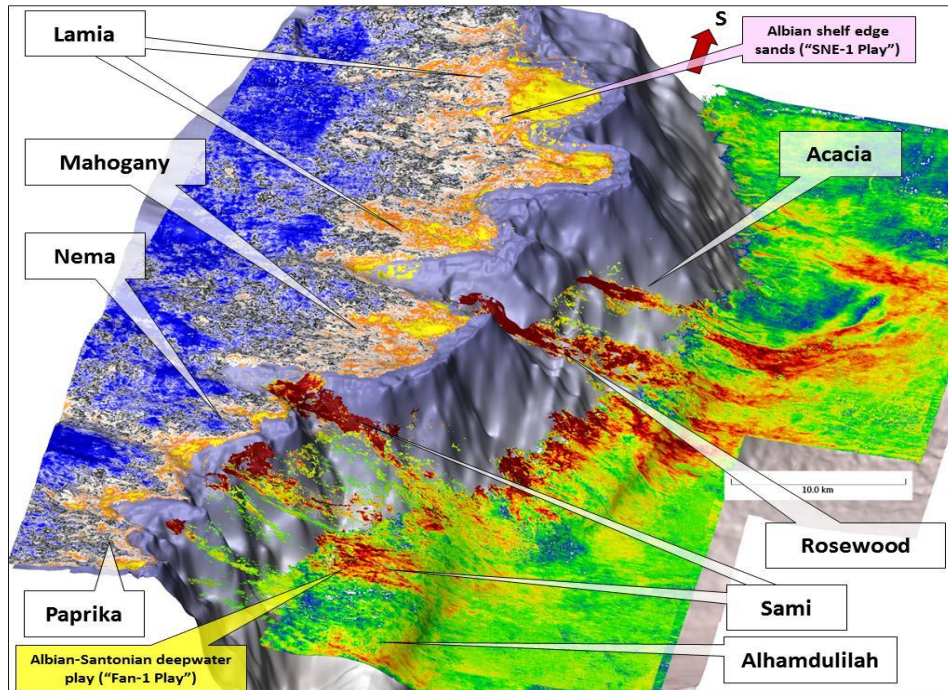 Lamia
S
Albian shelf edge
sands (“SNE-1 Play”)
Mahogany
Acacia
Nema
10.0 km
Rosewood
Paprika
Sami
Albian-Santonian deepwater
play (“Fan-1 Play”)
Alhamdulilah